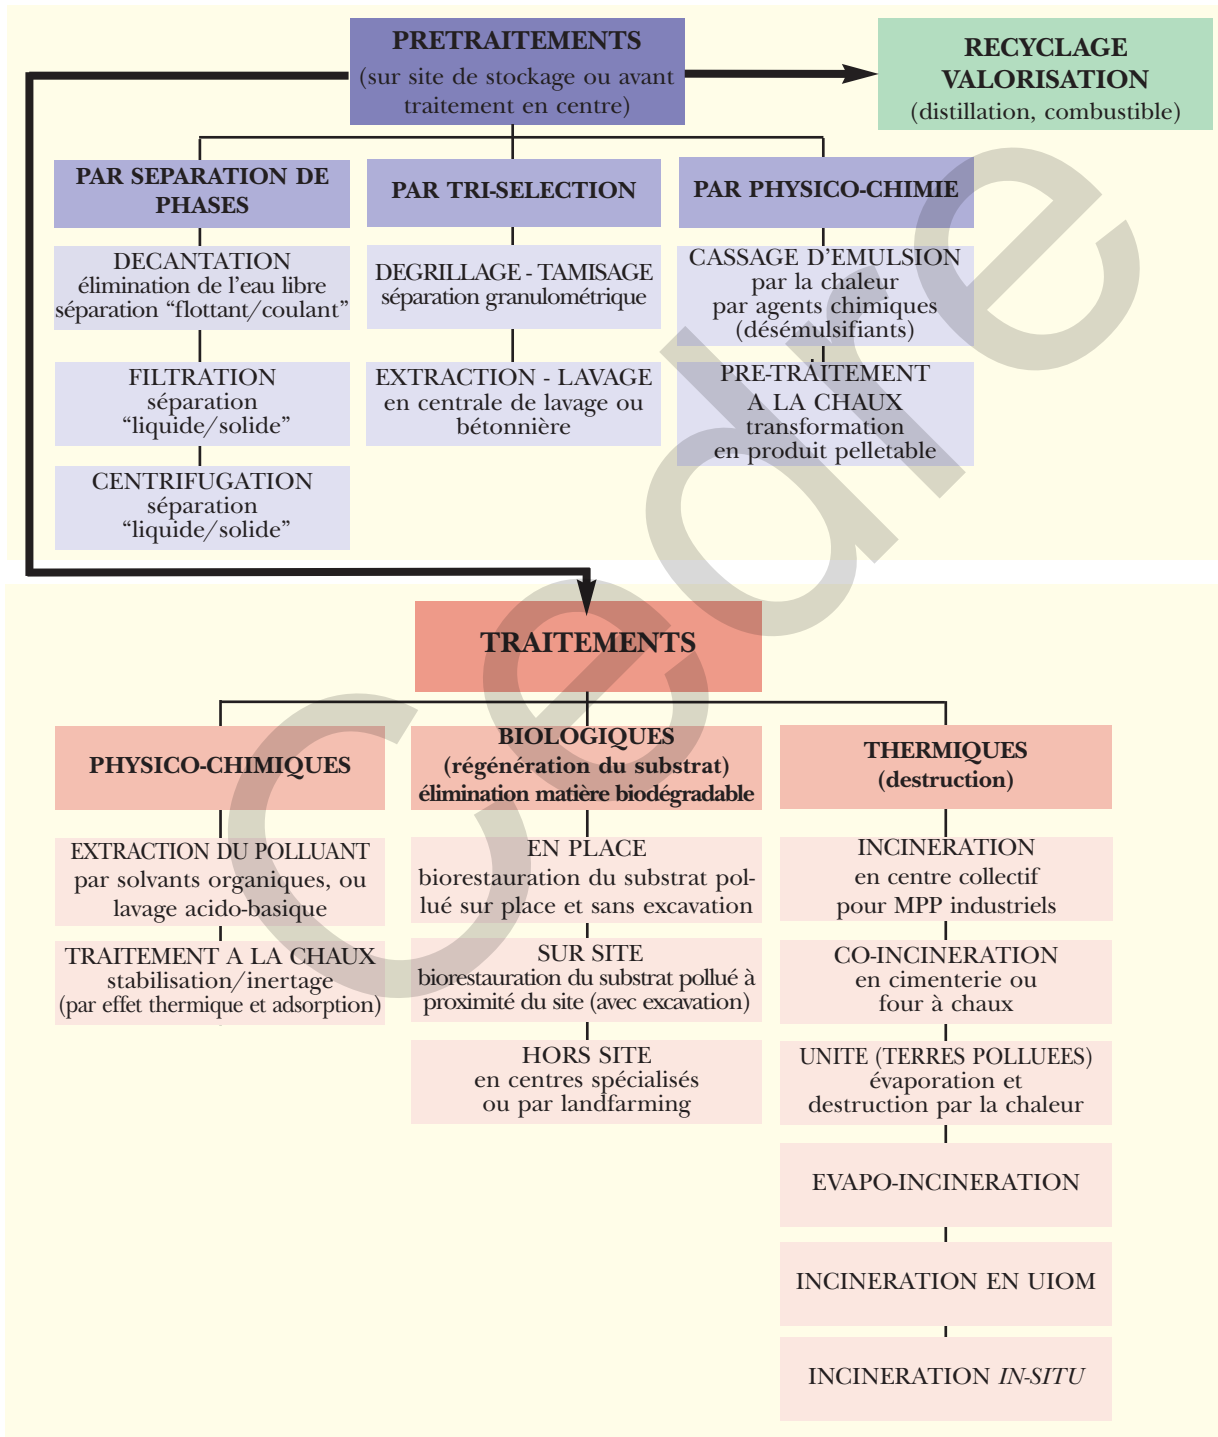 PRETRAITEMENTS
(sur site de stockage ou avant
traitement en centre)
RECYCLAGE
VALORISATION
(distillation, combustible)
PAR SEPARATION DE
PHASES
DECANTATION
élimination de l'eau libre
séparation “flottant/coulant”
FILTRATION
séparation
“liquide/solide”
CENTRIFUGATION
séparation
“liquide/solide”
PAR TRI-SELECTION
DEGRILLAGE - TAMISAGE
séparation granulométrique
EXTRACTION - LAVAGE
en centrale de lavage ou
bétonnière
PAR PHYSICO-CHIMIE
CASSAGE D'EMULSION
par la chaleur
par agents chimiques
(désémulsifiants)
PRE-TRAITEMENT
A LA CHAUX
transformation
en produit pelletable
TRAITEMENTS
PHYSICO-CHIMIQUES
EXTRACTION DU POLLUANT
par solvants organiques, ou
lavage acido-basique
TRAITEMENT A LA CHAUX
stabilisation/inertage
(par effet thermique et adsorption)
BIOLOGIQUES
(régénération du substrat)
élimination matière biodégradable
EN PLACE
biorestauration du substrat pol-
lué sur place et sans excavation
SUR SITE
biorestauration du substrat pollué à
proximité du site (avec excavation)
HORS SITE
en centres spécialisés
ou par landfarming
THERMIQUES
(destruction)
INCINERATION
en centre collectif
pour MPP industriels
CO-INCINERATION
en cimenterie ou
four à chaux
UNITE (TERRES POLLUEES)
évaporation et
destruction par la chaleur
EVAPO-INCINERATION
INCINERATION EN UIOM
INCINERATION IN-SITU
Cedre